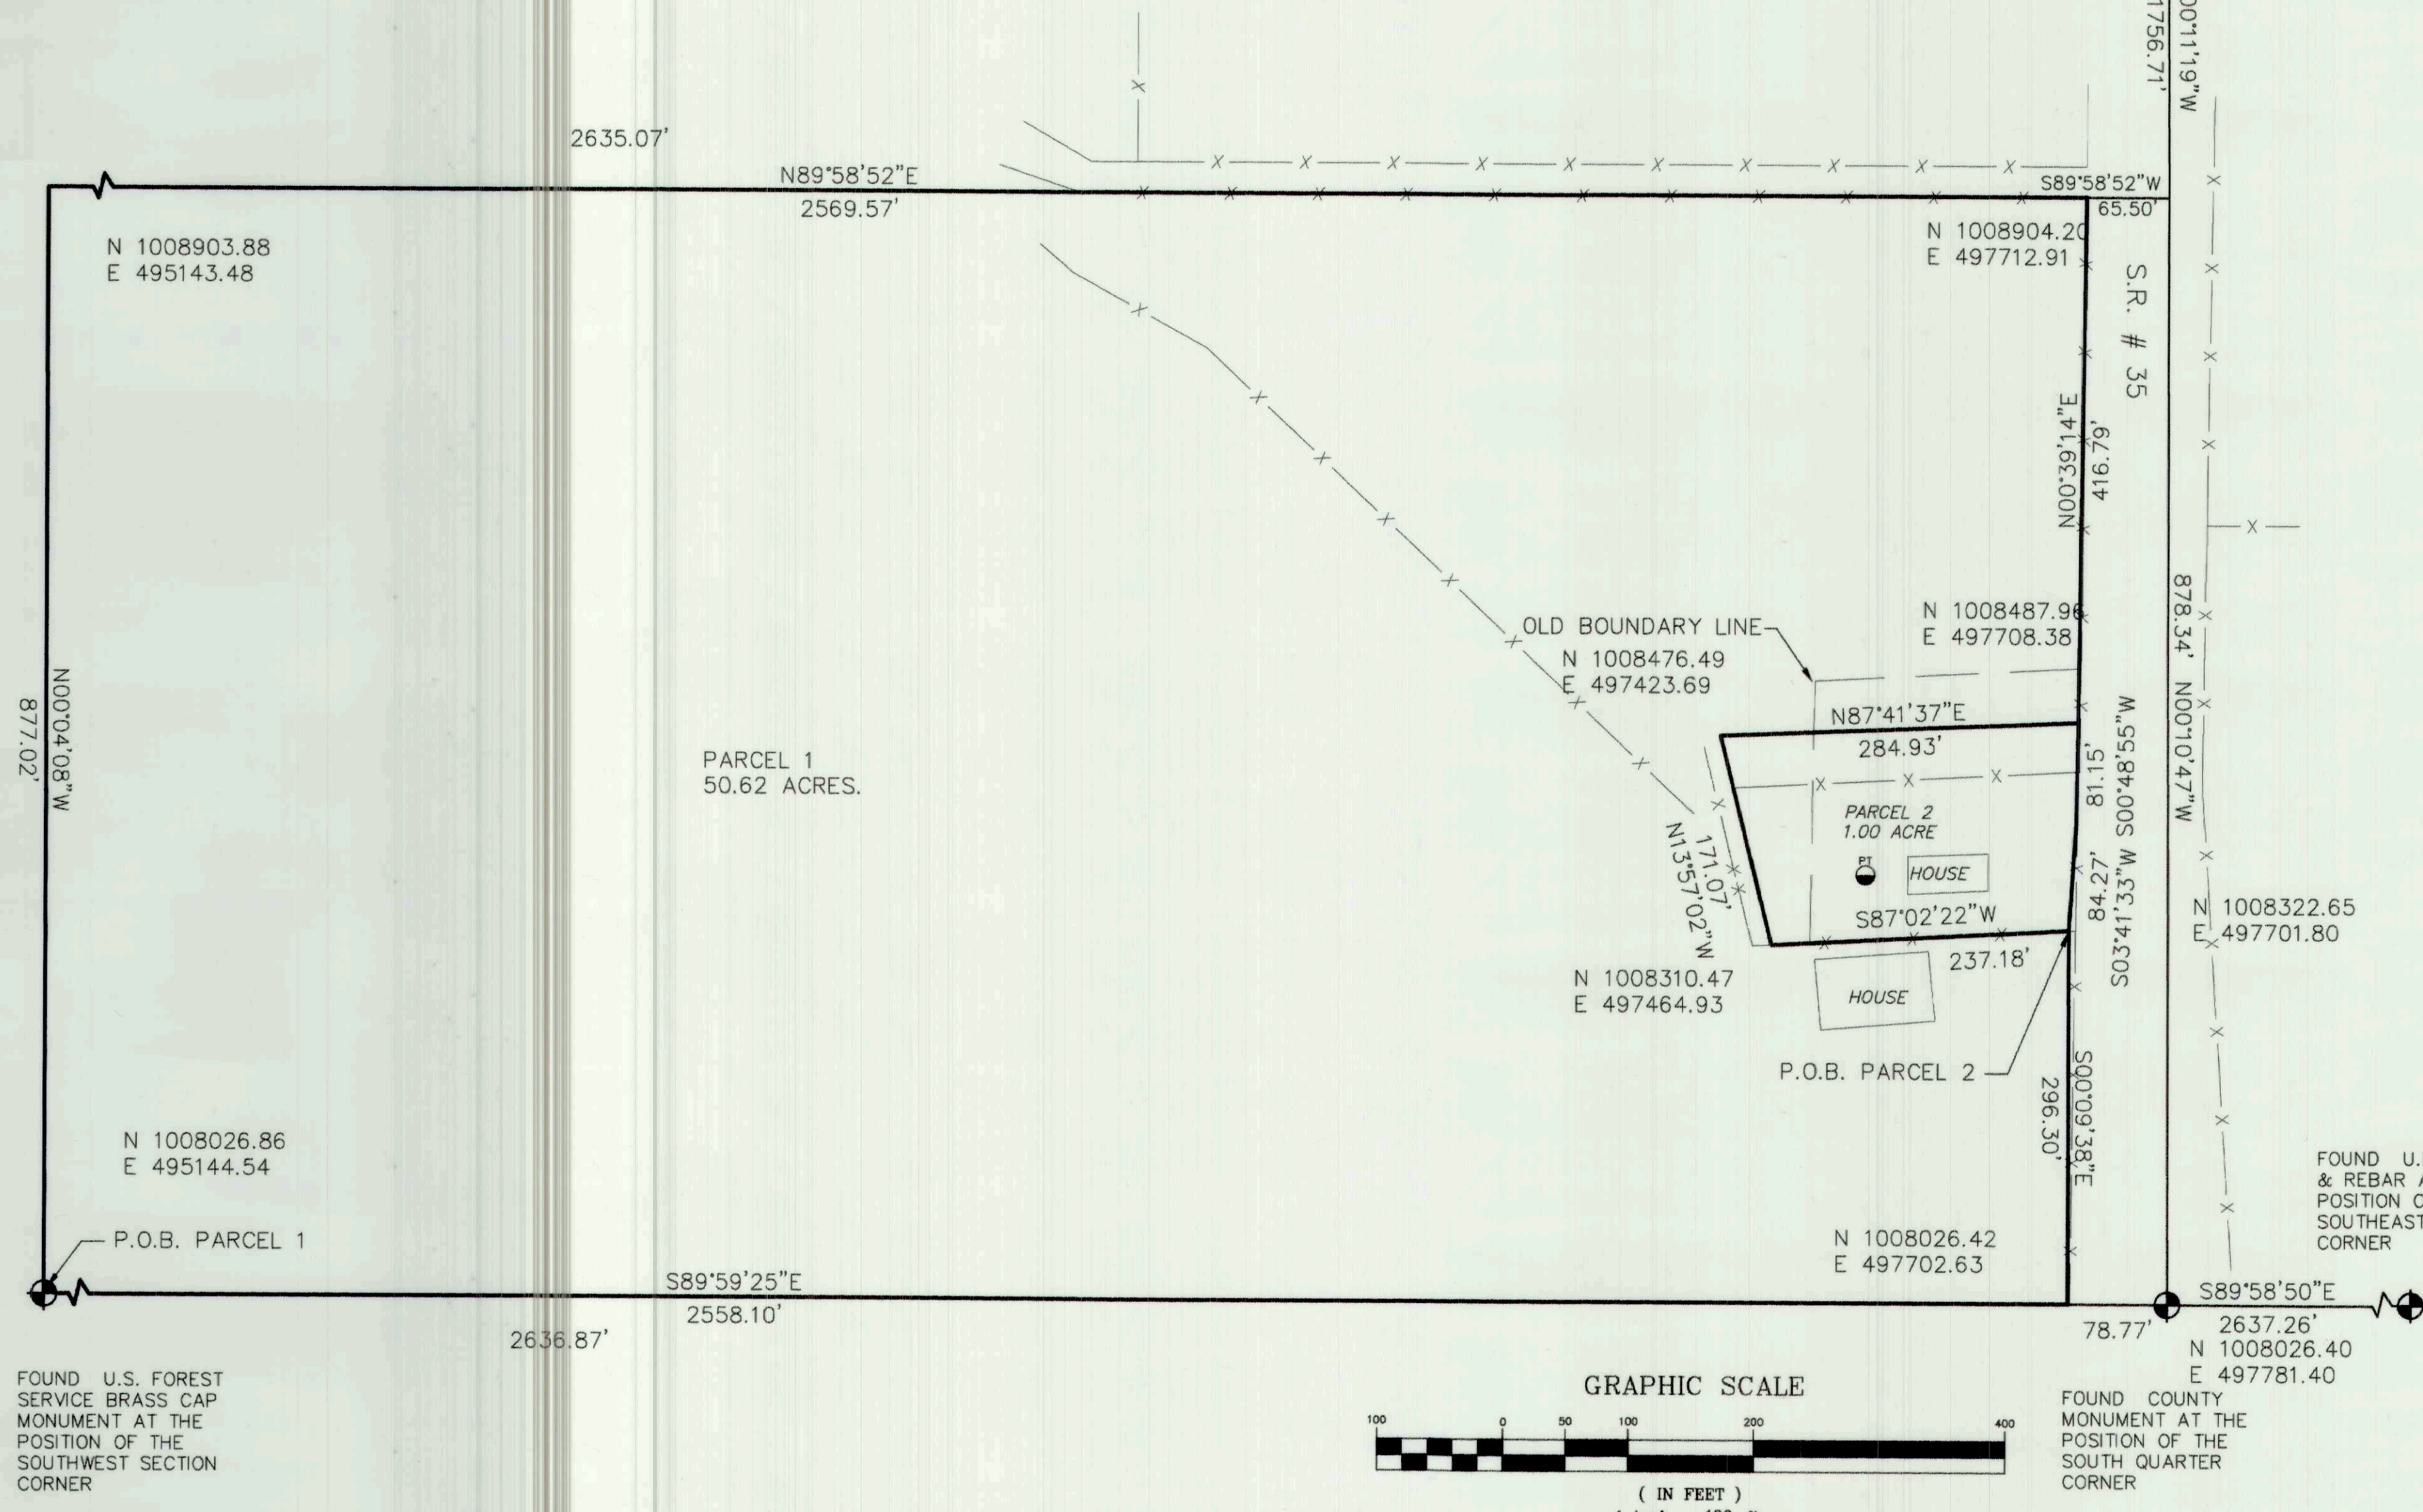 1756.71'
00°11'19"W
2635.07'
N89°58'52"E
2569.57'
S89°58'52"W
65.50'
N 1008903.88
E 495143.48
N 1008904.20
E 497712.91
S.R. # 35
N00°39'14"E
416.79'
N 1008487.96
E 497708.38
OLD BOUNDARY LINE
N 1008476.49
E 497423.69
878.34' N00°10'47"W
N00°04'08"W
877.02'
N87°41'37"E
284.93'
PARCEL 1
50.62 ACRES.
81.15'
S03°41'33"W S00°48'55"W
84.27'
PARCEL 2
1.00 ACRE
PT
HOUSE
171.07'
N13°57'02"W
S87°02'22"W
237.18'
N 1008322.65
E 497701.80
N 1008310.47
E 497464.93
HOUSE
P.O.B. PARCEL 2
S00°09'38"E
296.30'
N 1008026.86
E 495144.54
FOUND U.
& REBAR
POSITION
SOUTHEAST
CORNER
P.O.B. PARCEL 1
N 1008026.42
E 497702.63
S89°59'25"E
2558.10'
2636.87'
S89°58'50"E
78.77'
2637.26'
N 1008026.40
E 497781.40
FOUND U.S. FOREST
SERVICE BRASS CAP
MONUMENT AT THE
POSITION OF THE
SOUTHWEST SECTION
CORNER
GRAPHIC SCALE
100 0 50 100 200 400
( IN FEET )
FOUND COUNTY
MONUMENT AT THE
POSITION OF THE
SOUTH QUARTER
CORNER